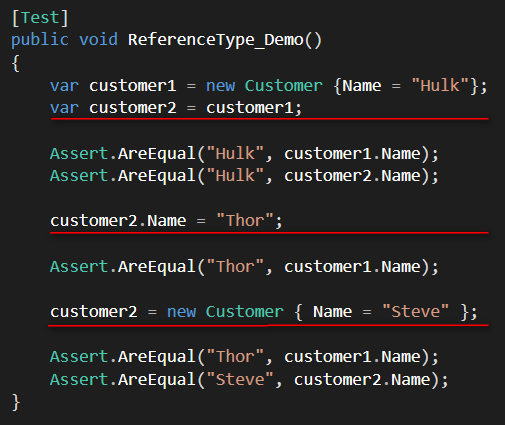 [Test]
public void ReferenceType_Demo()
{
    var customer1 = new Customer {Name = "Hulk"};
    var customer2 = customer1;

    Assert.AreEqual("Hulk", customer1.Name);
    Assert.AreEqual("Hulk", customer2.Name);

    customer2.Name = "Thor";

    Assert.AreEqual("Thor", customer1.Name);

    customer2 = new Customer { Name = "Steve" };

    Assert.AreEqual("Thor", customer1.Name);
    Assert.AreEqual("Steve", customer2.Name);
}